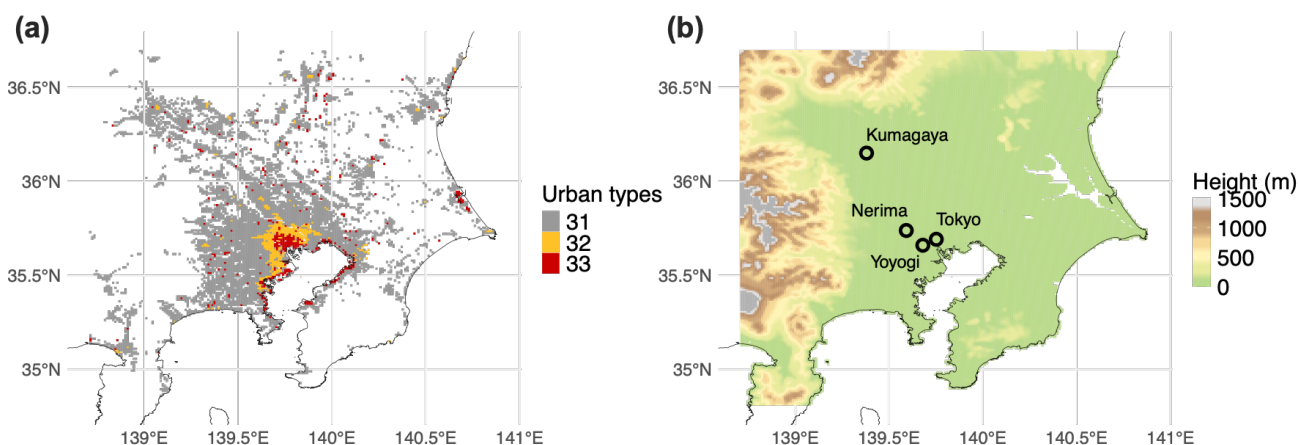 (a)
36.5°N
36°N
35.5°N
35°N
139°E
139.5°E
140°E
140.5°E
141°E
Urban types
31
32
33
(b)
36.5°N
36°N
35.5°N
35°N
139°E
139.5°E
140°E
140.5°E
141°E
Kumagaya
Nerima
Tokyo
Yoyogi
Height (m)
1500
1000
500
0